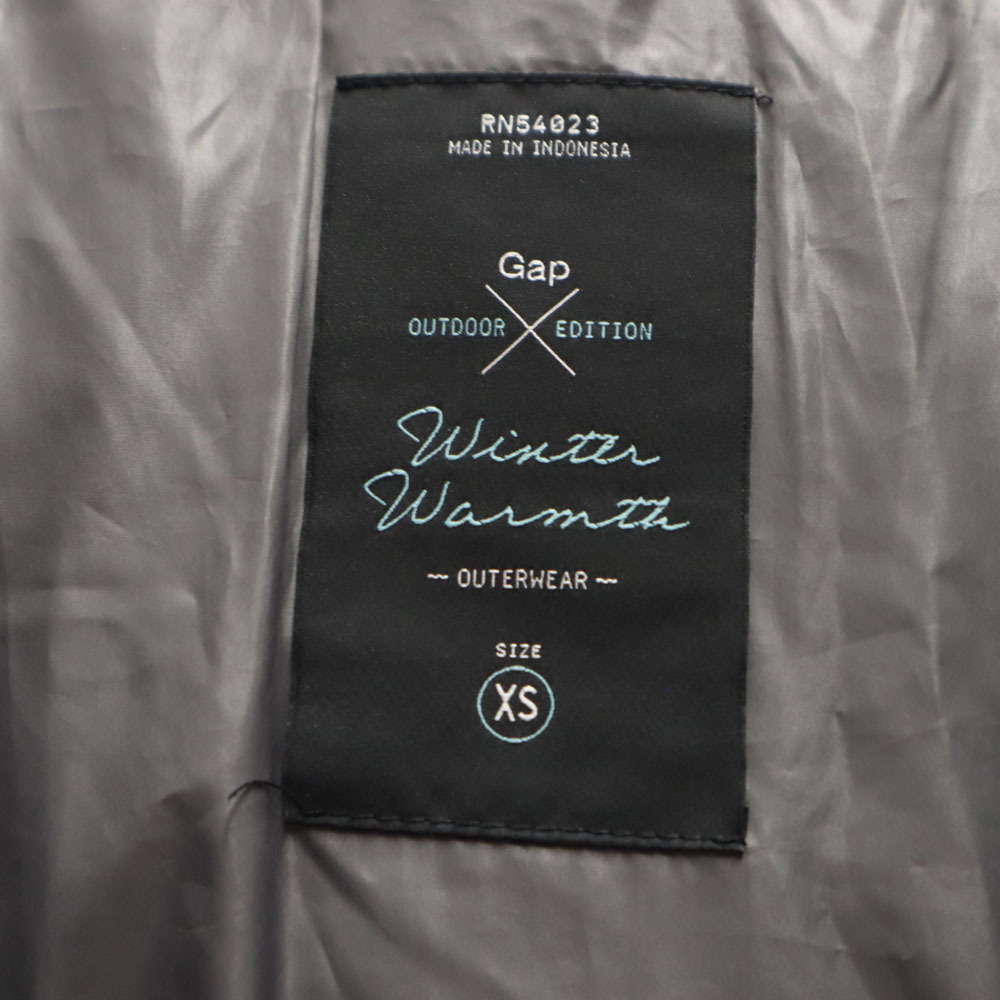 RN54023
MADE IN INDONESIA
Gap
OUTDOOR EDITION
Winter
Warmth
~ OUTERWEAR ~
SIZE
XS